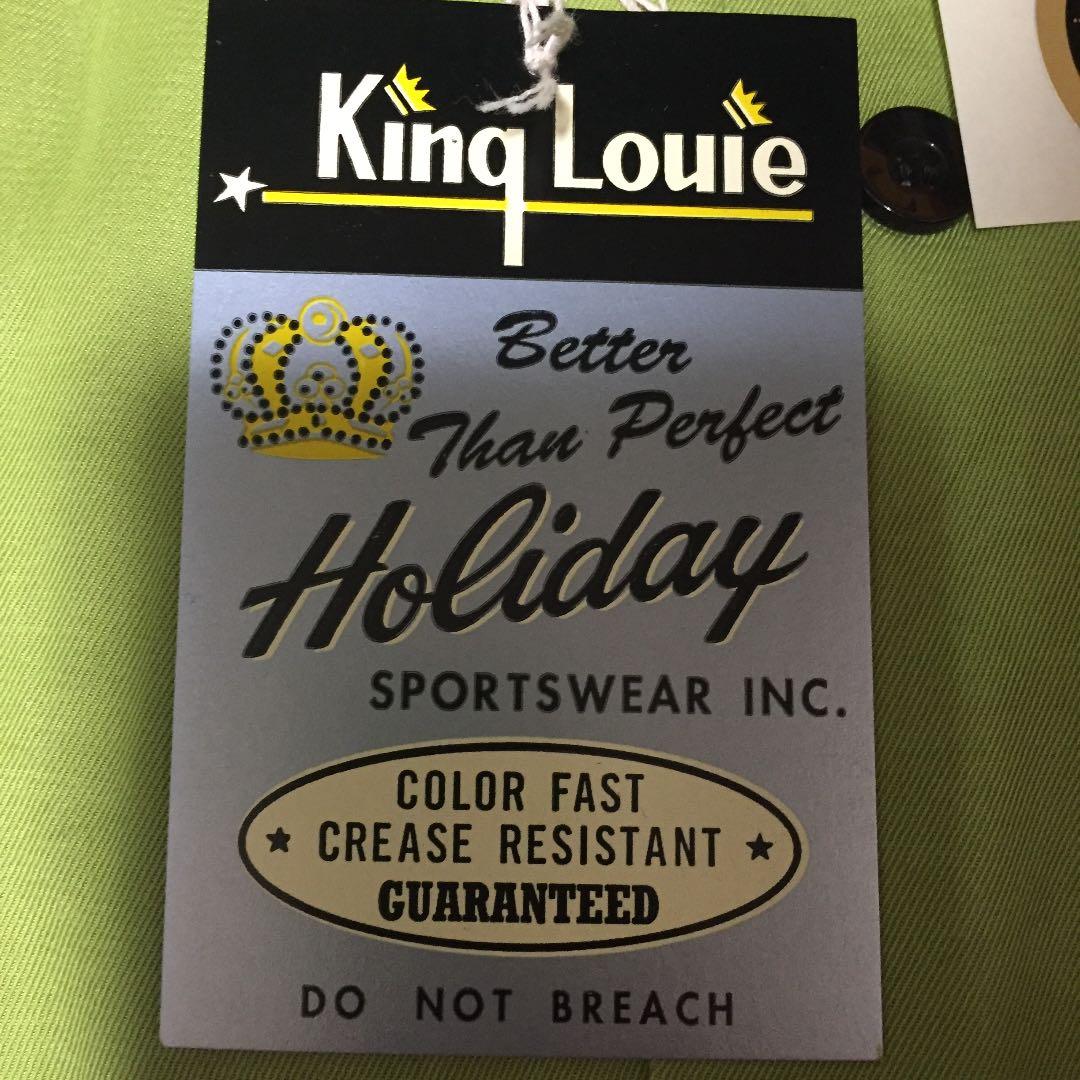 King Louie
Better
Than Perfect
Holiday
SPORTSWEAR INC.
COLOR FAST
CREASE RESISTANT
GUARANTEED
DO NOT BREACH